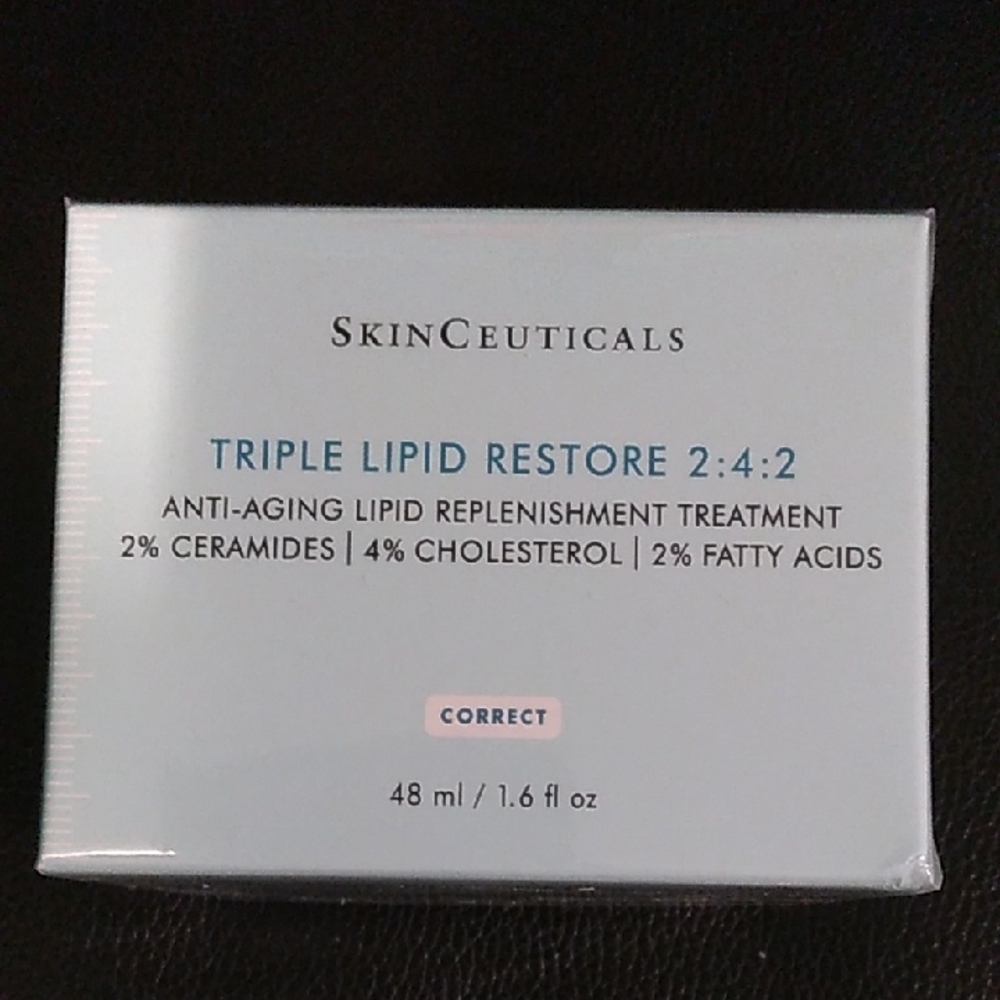 SKINCEUTICALS
TRIPLE LIPID RESTORE 2:4:2
ANTI-AGING LIPID REPLENISHMENT TREATMENT
2% CERAMIDES | 4% CHOLESTEROL | 2% FATTY ACIDS
CORRECT
48 ml / 1.6 fl oz